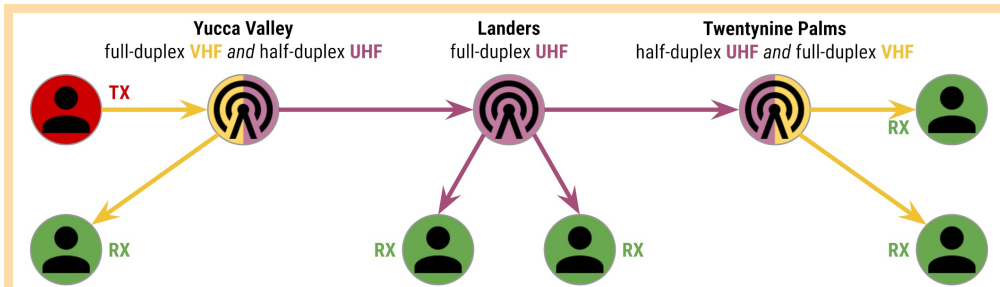 Yucca Valley
full-duplex VHF and half-duplex UHF
Landers
full-duplex UHF
Twentynine Palms
half-duplex UHF and full-duplex VHF
TX
RX
RX
RX
RX
RX